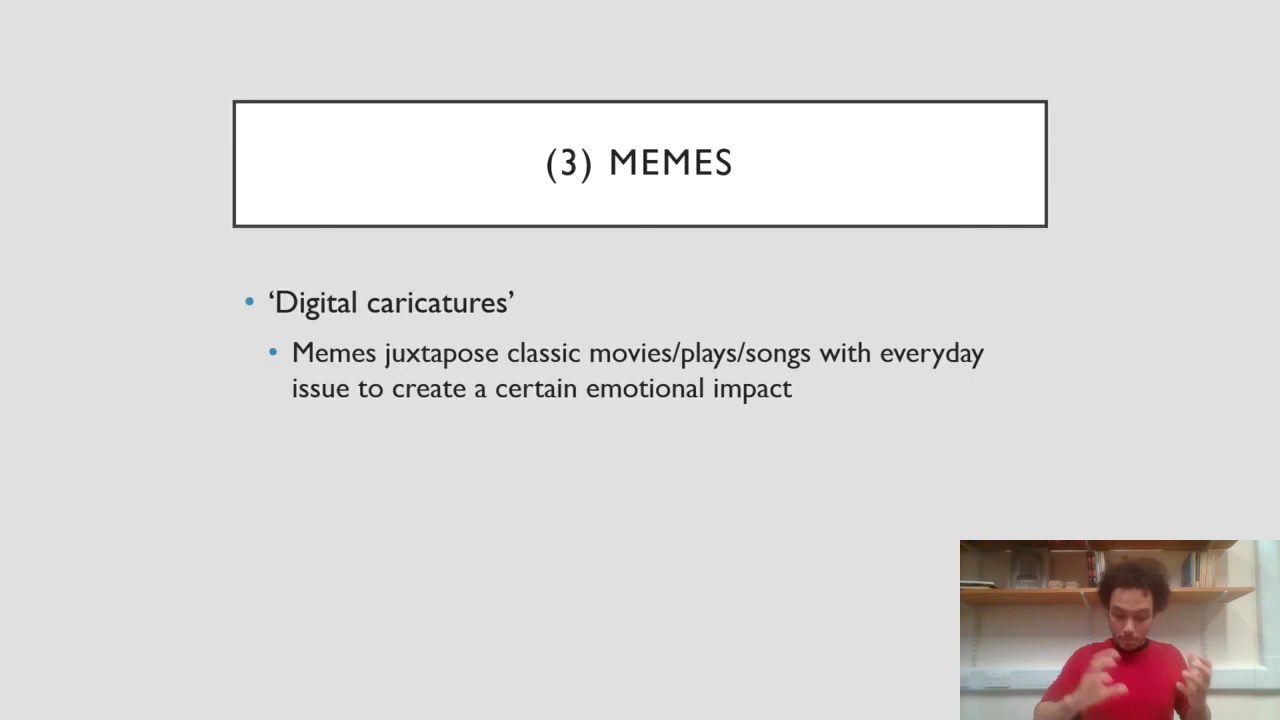 (3) MEMES
• ‘Digital caricatures’
• Memes juxtapose classic movies/plays/songs with everyday
issue to create a certain emotional impact